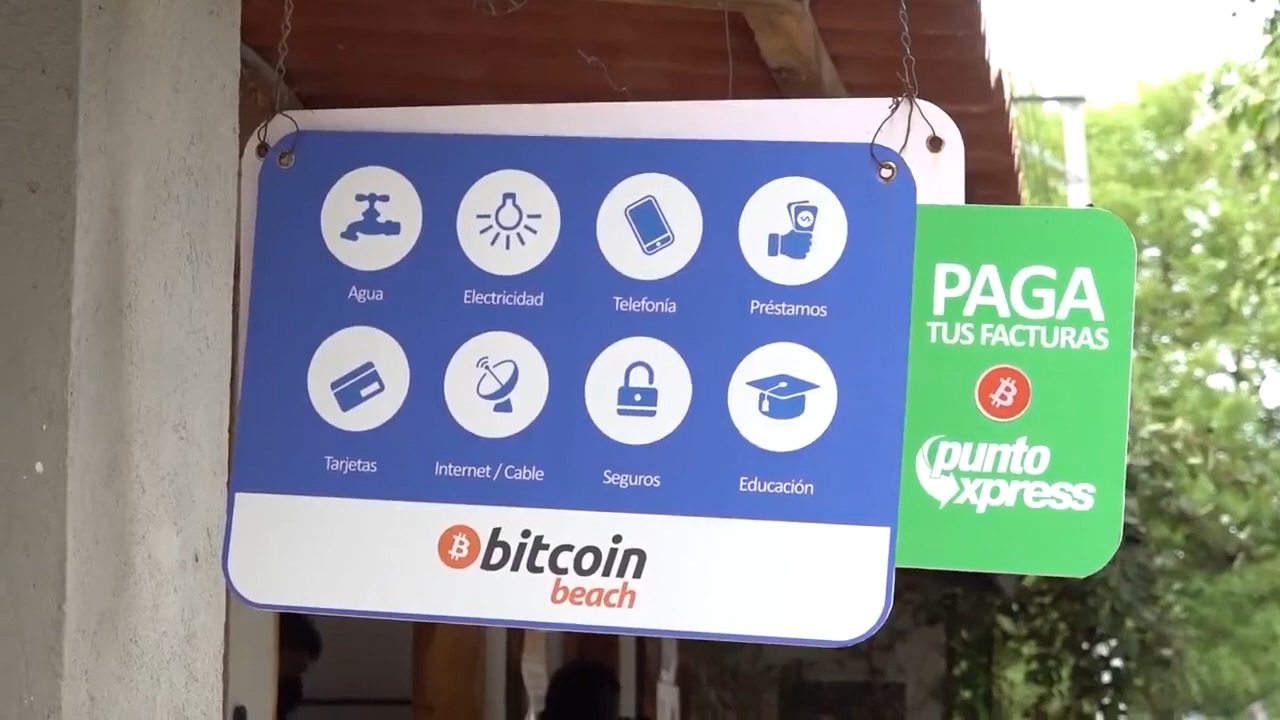 Agua
Electricidad
Telefonía
Préstamos
Tarjetas
Internet / Cable
Seguros
Educación
bitcoin
beach
PAGA
TUS FACTURAS
punto
xpress